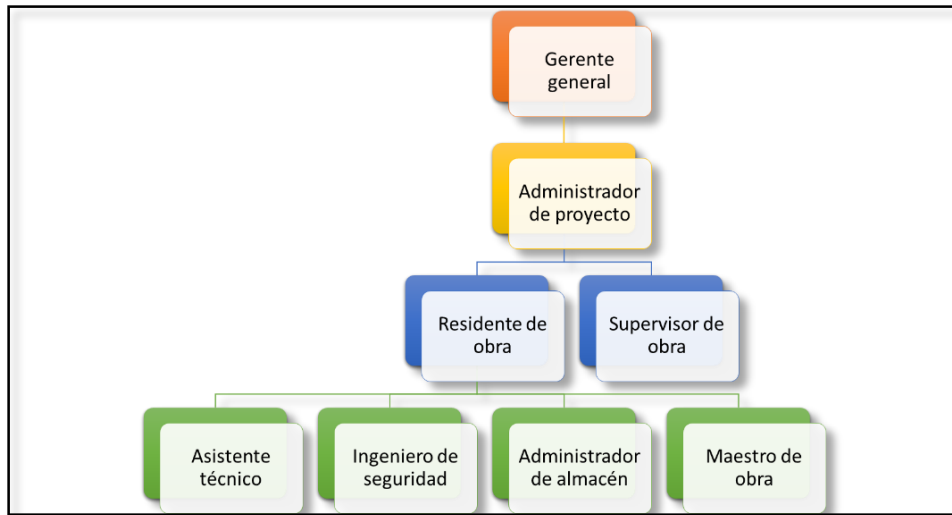 Gerente
general
Administrador
de proyecto
Residente de
obra
Supervisor de
obra
Asistente
técnico
Ingeniero de
seguridad
Administrador
de almacén
Maestro de
obra